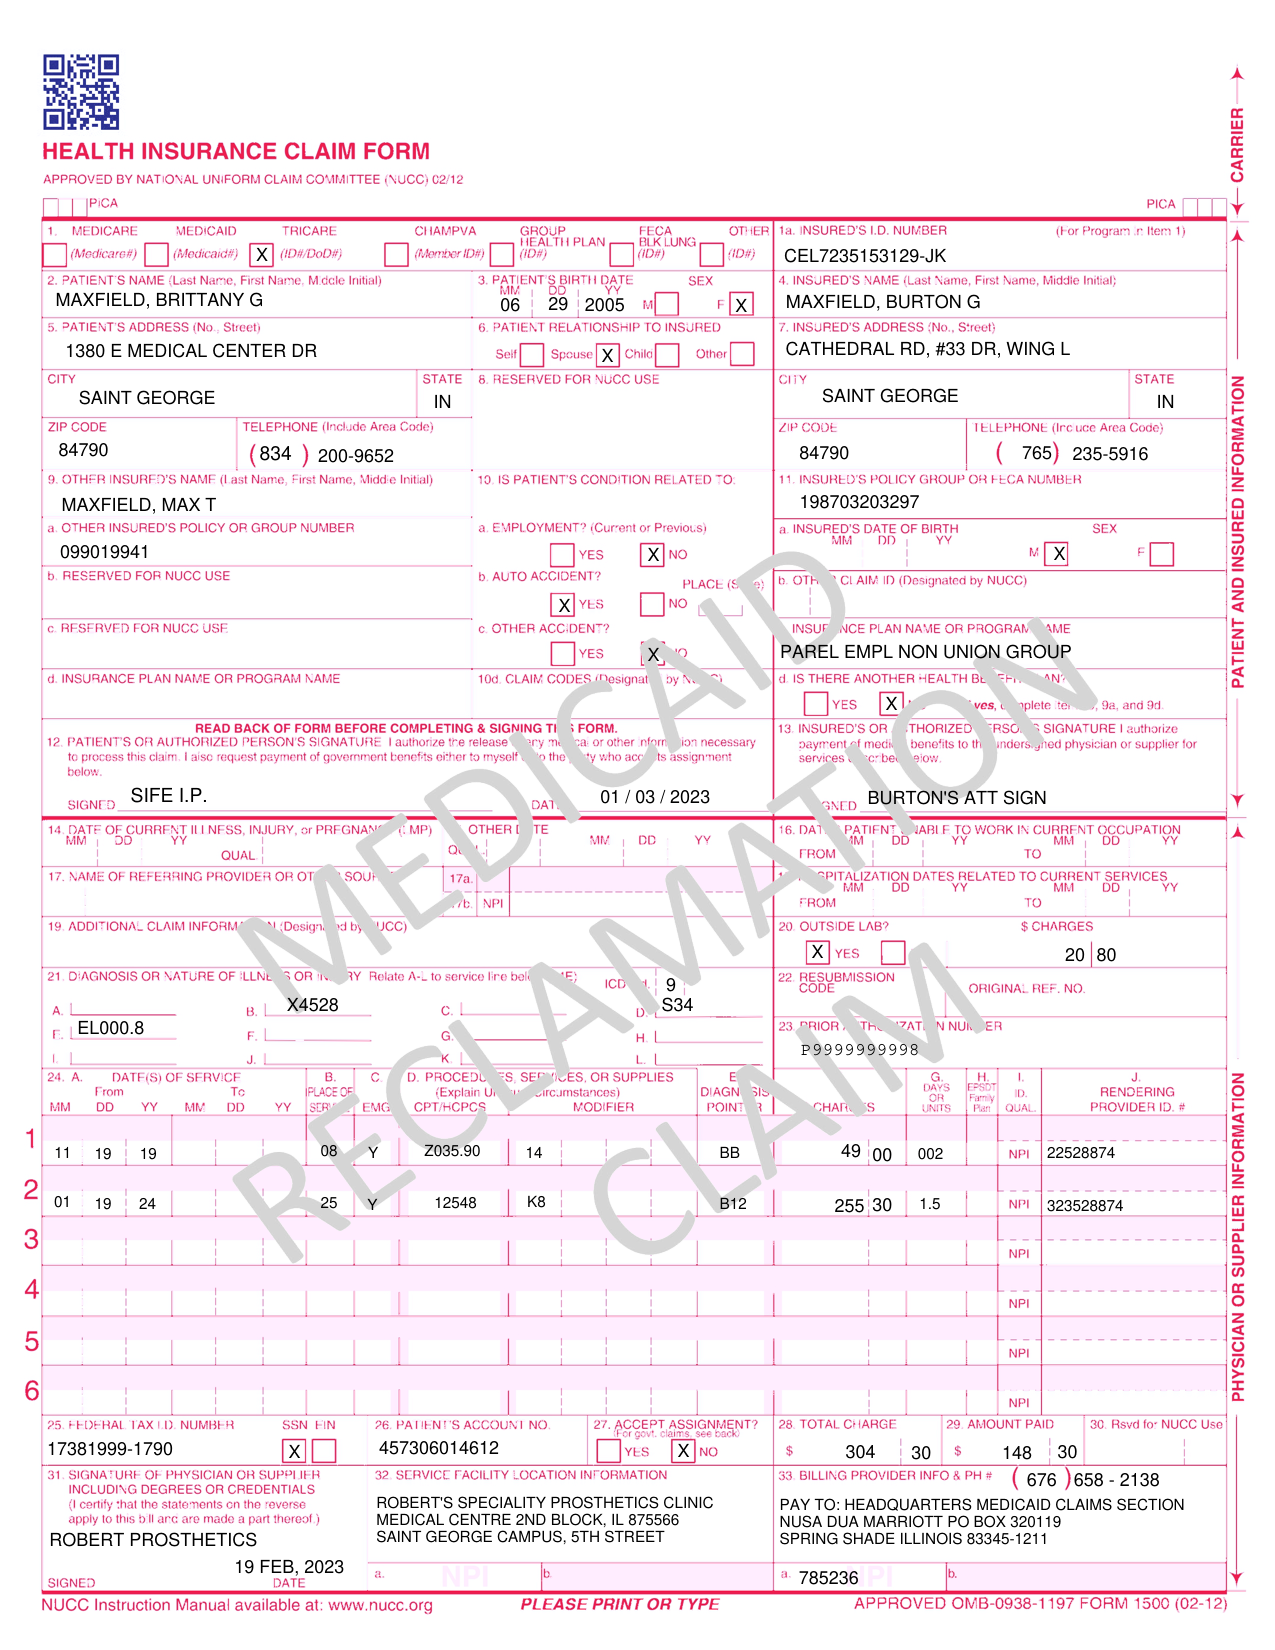 HEALTH INSURANCE CLAIM FORM
APPROVED BY NATIONAL UNIFORM CLAIM COMMITTEE (NUCC) 02/12
PICA
PICA
CARRIER
1. MEDICARE MEDICAID TRICARE CHAMPVA GROUP HEALTH PLAN FECA BLK LUNG OTHER
(Medicare#) (Medicaid#) X (ID#/DoD#) (Member ID#) (ID#) (ID#) (ID#)
1a. INSURED'S I.D. NUMBER (For Program in Item 1)
CEL7235153129-JK
2. PATIENT'S NAME (Last Name, First Name, Middle Initial)
MAXFIELD, BRITTANY G
3. PATIENT'S BIRTH DATE SEX
MM DD YY
06 29 2005 M F X
4. INSURED'S NAME (Last Name, First Name, Middle Initial)
MAXFIELD, BURTON G
5. PATIENT'S ADDRESS (No., Street)
1380 E MEDICAL CENTER DR
6. PATIENT RELATIONSHIP TO INSURED
Self Spouse X Child Other
7. INSURED'S ADDRESS (No., Street)
CATHEDRAL RD, #33 DR, WING L
CITY STATE
SAINT GEORGE IN
8. RESERVED FOR NUCC USE
CITY STATE
SAINT GEORGE IN
ZIP CODE TELEPHONE (Include Area Code)
84790 (834) 200-9652
ZIP CODE TELEPHONE (Include Area Code)
84790 (765) 235-5916
9. OTHER INSURED'S NAME (Last Name, First Name, Middle Initial)
MAXFIELD, MAX T
10. IS PATIENT'S CONDITION RELATED TO:
11. INSURED'S POLICY GROUP OR FECA NUMBER
198703203297
a. OTHER INSURED'S POLICY OR GROUP NUMBER
099019941
a. EMPLOYMENT? (Current or Previous)
YES X NO
a. INSURED'S DATE OF BIRTH SEX
MM DD YY
M X F
b. RESERVED FOR NUCC USE
b. AUTO ACCIDENT? PLACE (State)
X YES NO
b. OTHER CLAIM ID (Designated by NUCC)
c. RESERVED FOR NUCC USE
c. OTHER ACCIDENT?
YES X NO
INSURANCE PLAN NAME OR PROGRAM NAME
PAREL EMPL NON UNION GROUP
d. INSURANCE PLAN NAME OR PROGRAM NAME
10d. CLAIM CODES (Designated by NUCC)
d. IS THERE ANOTHER HEALTH BENEFIT PLAN?
YES X yes, complete items 9, 9a, and 9d.
PATIENT AND INSURED INFORMATION
READ BACK OF FORM BEFORE COMPLETING & SIGNING THIS FORM.
12. PATIENT'S OR AUTHORIZED PERSON'S SIGNATURE I authorize the release of any medical or other information necessary
to process this claim. I also request payment of government benefits either to myself or to the party who accepts assignment
below.
SIGNED SIFE I.P. DATE 01 / 03 / 2023
13. INSURED'S OR AUTHORIZED PERSON'S SIGNATURE I authorize
payment of medical benefits to the undersigned physician or supplier for
services described below.
SIGNED BURTON'S ATT SIGN
14. DATE OF CURRENT ILLNESS, INJURY, or PREGNANCY (LMP)
MM DD YY
QUAL.
OTHER DATE
QUAL. MM DD YY
16. DATES PATIENT UNABLE TO WORK IN CURRENT OCCUPATION
MM DD YY MM DD YY
FROM TO
17. NAME OF REFERRING PROVIDER OR OTHER SOURCE
17a.
17b. NPI
18. HOSPITALIZATION DATES RELATED TO CURRENT SERVICES
MM DD YY MM DD YY
FROM TO
19. ADDITIONAL CLAIM INFORMATION (Designated by NUCC)
20. OUTSIDE LAB? $ CHARGES
X YES 20 80
21. DIAGNOSIS OR NATURE OF ILLNESS OR INJURY Relate A-L to service line below (24E) ICD Ind. 9
A. B. X4528 C. D. S34
E. EL000.8 F. G. H.
I. J. K. L.
22. RESUBMISSION CODE ORIGINAL REF. NO.
23. PRIOR AUTHORIZATION NUMBER
P9999999998
24. A. DATE(S) OF SERVICE B. C. D. PROCEDURES, SERVICES, OR SUPPLIES E. G. H. I. J.
From To PLACE OF (Explain Unusual Circumstances) DIAGNOSIS DAYS OR UNITS EPSDT Family Plan ID. QUAL. RENDERING
MM DD YY MM DD YY SERVICE EMG CPT/HCPCS MODIFIER POINTER CHARGES PROVIDER ID. #
1 11 19 19 08 Y Z035.90 14 BB 49 00 002 NPI 22528874
2 01 19 24 25 Y 12548 K8 B12 255 30 1.5 NPI 323528874
3 NPI
4 NPI
5 NPI
6 NPI
PHYSICIAN OR SUPPLIER INFORMATION
25. FEDERAL TAX I.D. NUMBER SSN EIN
17381999-1790 X
26. PATIENT'S ACCOUNT NO.
457306014612
27. ACCEPT ASSIGNMENT?
(For govt. claims, see back)
YES X NO
28. TOTAL CHARGE
$ 304 30
29. AMOUNT PAID
$ 148 30
30. Rsvd for NUCC Use
31. SIGNATURE OF PHYSICIAN OR SUPPLIER
INCLUDING DEGREES OR CREDENTIALS
(I certify that the statements on the reverse
apply to this bill and are made a part thereof.)
ROBERT PROSTHETICS
19 FEB, 2023
SIGNED DATE
32. SERVICE FACILITY LOCATION INFORMATION
ROBERT'S SPECIALITY PROSTHETICS CLINIC
MEDICAL CENTRE 2ND BLOCK, IL 875566
SAINT GEORGE CAMPUS, 5TH STREET
a. NPI b.
33. BILLING PROVIDER INFO & PH # (676) 658 - 2138
PAY TO: HEADQUARTERS MEDICAID CLAIMS SECTION
NUSA DUA MARRIOTT PO BOX 320119
SPRING SHADE ILLINOIS 83345-1211
a. 785236 NPI b.
NUCC Instruction Manual available at: www.nucc.org
PLEASE PRINT OR TYPE
APPROVED OMB-0938-1197 FORM 1500 (02-12)
MEDICAID
RECLAMATION
CLAIM